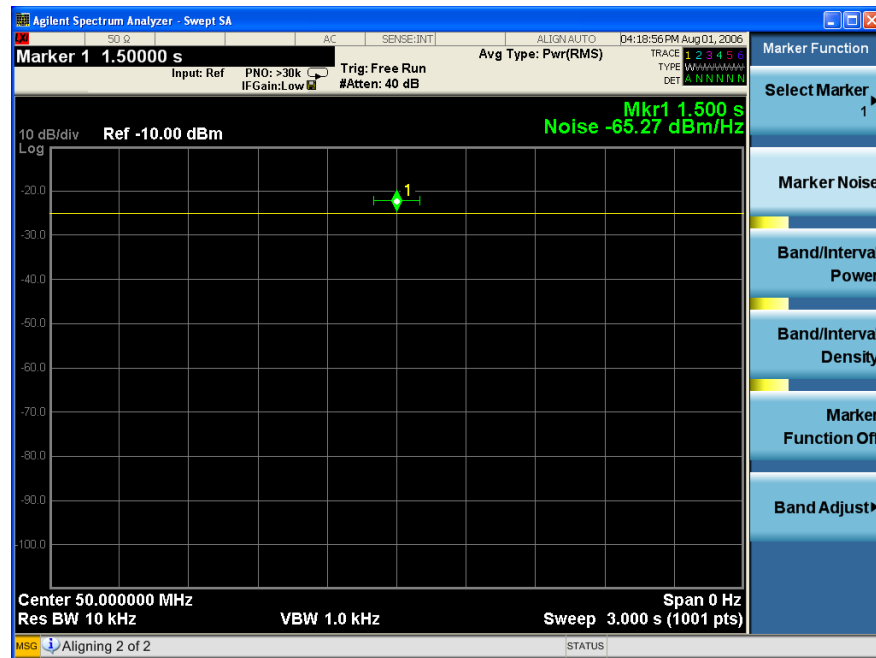 Agilent Spectrum Analyzer - Swept SA
LXI 50 Ω AC SENSE:INT ALIGNAUTO 04:18:56 PM Aug 01, 2006
Marker 1 1.50000 s
Input: Ref
PNO: >30k
IFGain:Low
Trig: Free Run
#Atten: 40 dB
Avg Type: Pwr(RMS)
TRACE 1 2 3 4 5 6
TYPE
DET A N N N N N
Mkr1 1.500 s
Noise -65.27 dBm/Hz
10 dB/div Ref -10.00 dBm
Log
1
-20.0
-30.0
-40.0
-50.0
-60.0
-70.0
-80.0
-90.0
-100.0
Center 50.000000 MHz Span 0 Hz
Res BW 10 kHz VBW 1.0 kHz Sweep 3.000 s (1001 pts)
MSG Aligning 2 of 2 STATUS
Marker Function
Select Marker
1
Marker Noise
Band/Interval
Power
Band/Interval
Density
Marker
Function Off
Band Adjust